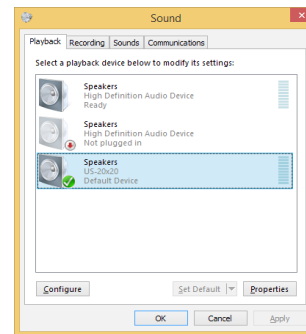 Sound
Playback Recording Sounds Communications
Select a playback device below to modify its settings:
Speakers
High Definition Audio Device
Ready
Speakers
High Definition Audio Device
Not plugged in
Speakers
US-20x20
Default Device
Configure Set Default Properties
OK Cancel Apply